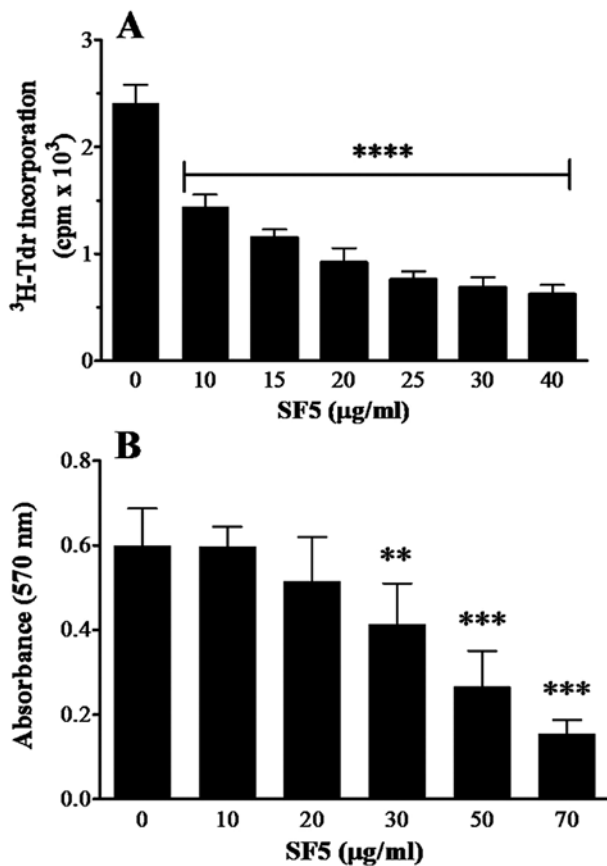 A
³H-Tdr incorporation
(cpm x 10³)
3
2
1
0
****
0 10 15 20 25 30 40
SF5 (µg/ml)
B
Absorbance (570 nm)
0.8
0.6
0.4
0.2
0.0
**
***
***
0 10 20 30 50 70
SF5 (µg/ml)